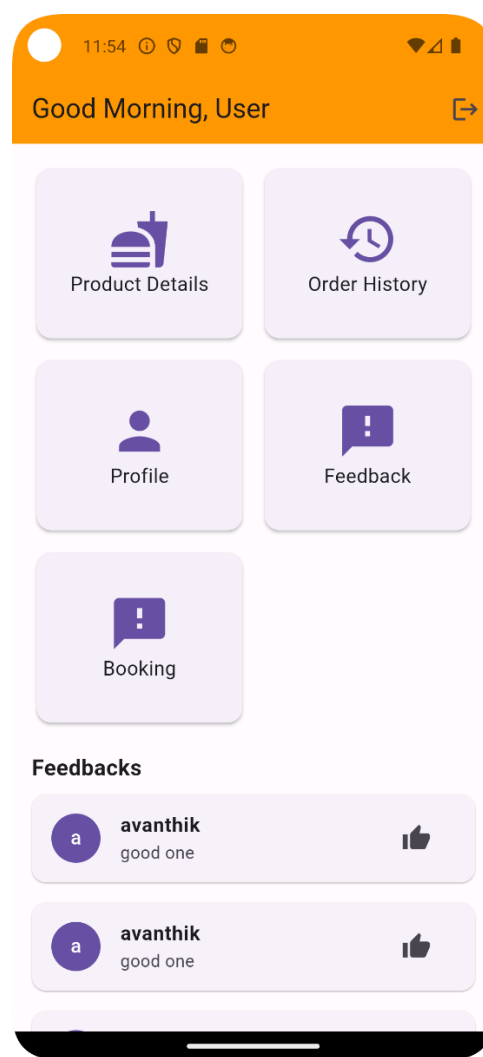 11:54
Good Morning, User
Product Details
Order History
Profile
Feedback
Booking
Feedbacks
a
avanthik
good one
a
avanthik
good one